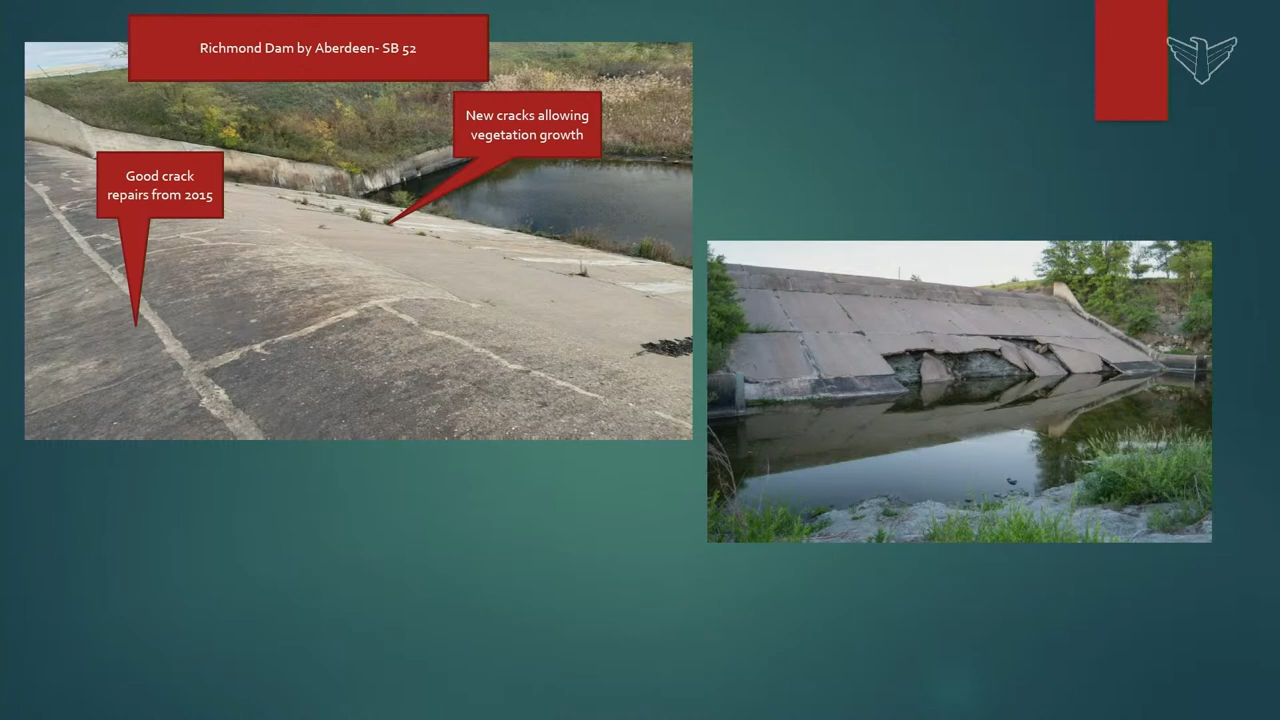 Richmond Dam by Aberdeen- SB 52
New cracks allowing
vegetation growth
Good crack
repairs from 2015